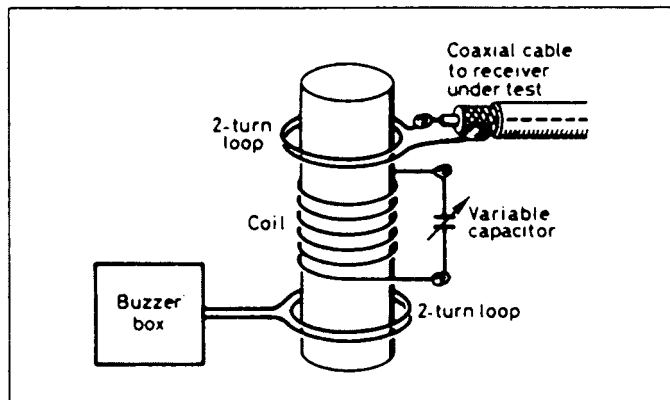 Coaxial cable
to receiver
under test
2-turn
loop
Coil
Variable
capacitor
Buzzer
box
2-turn loop